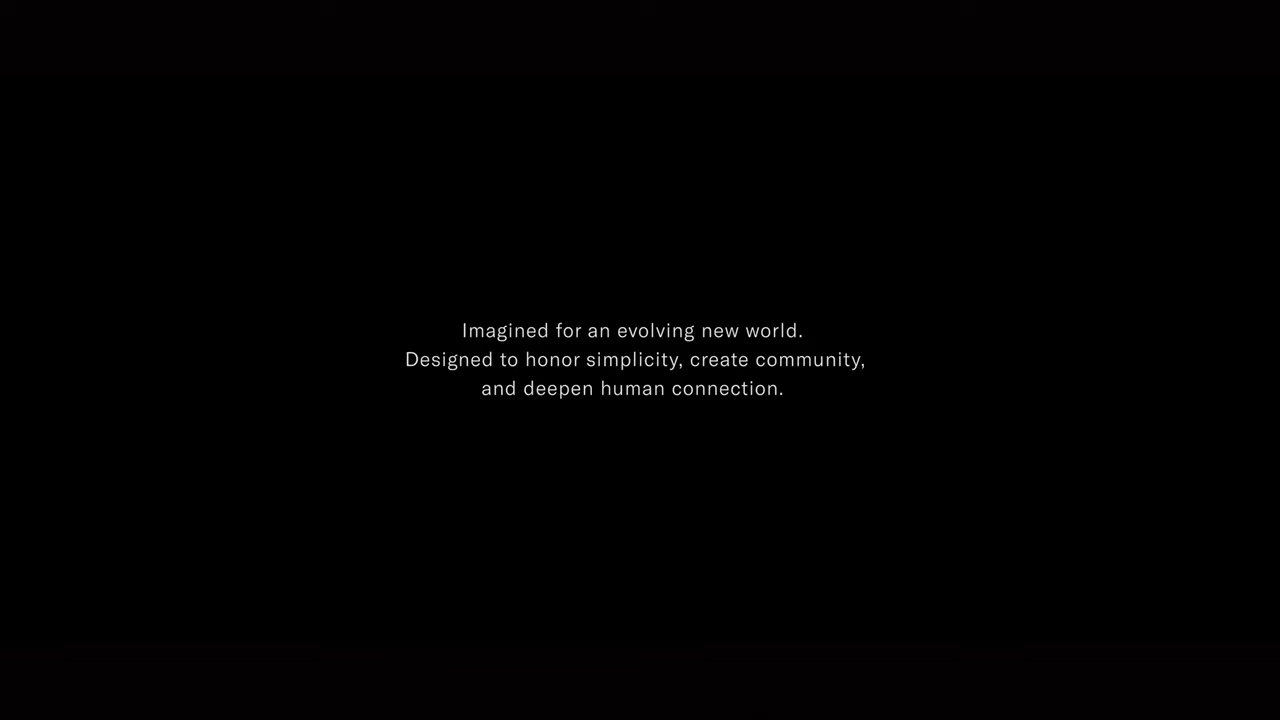 Imagined for an evolving new world.
Designed to honor simplicity, create community,
and deepen human connection.